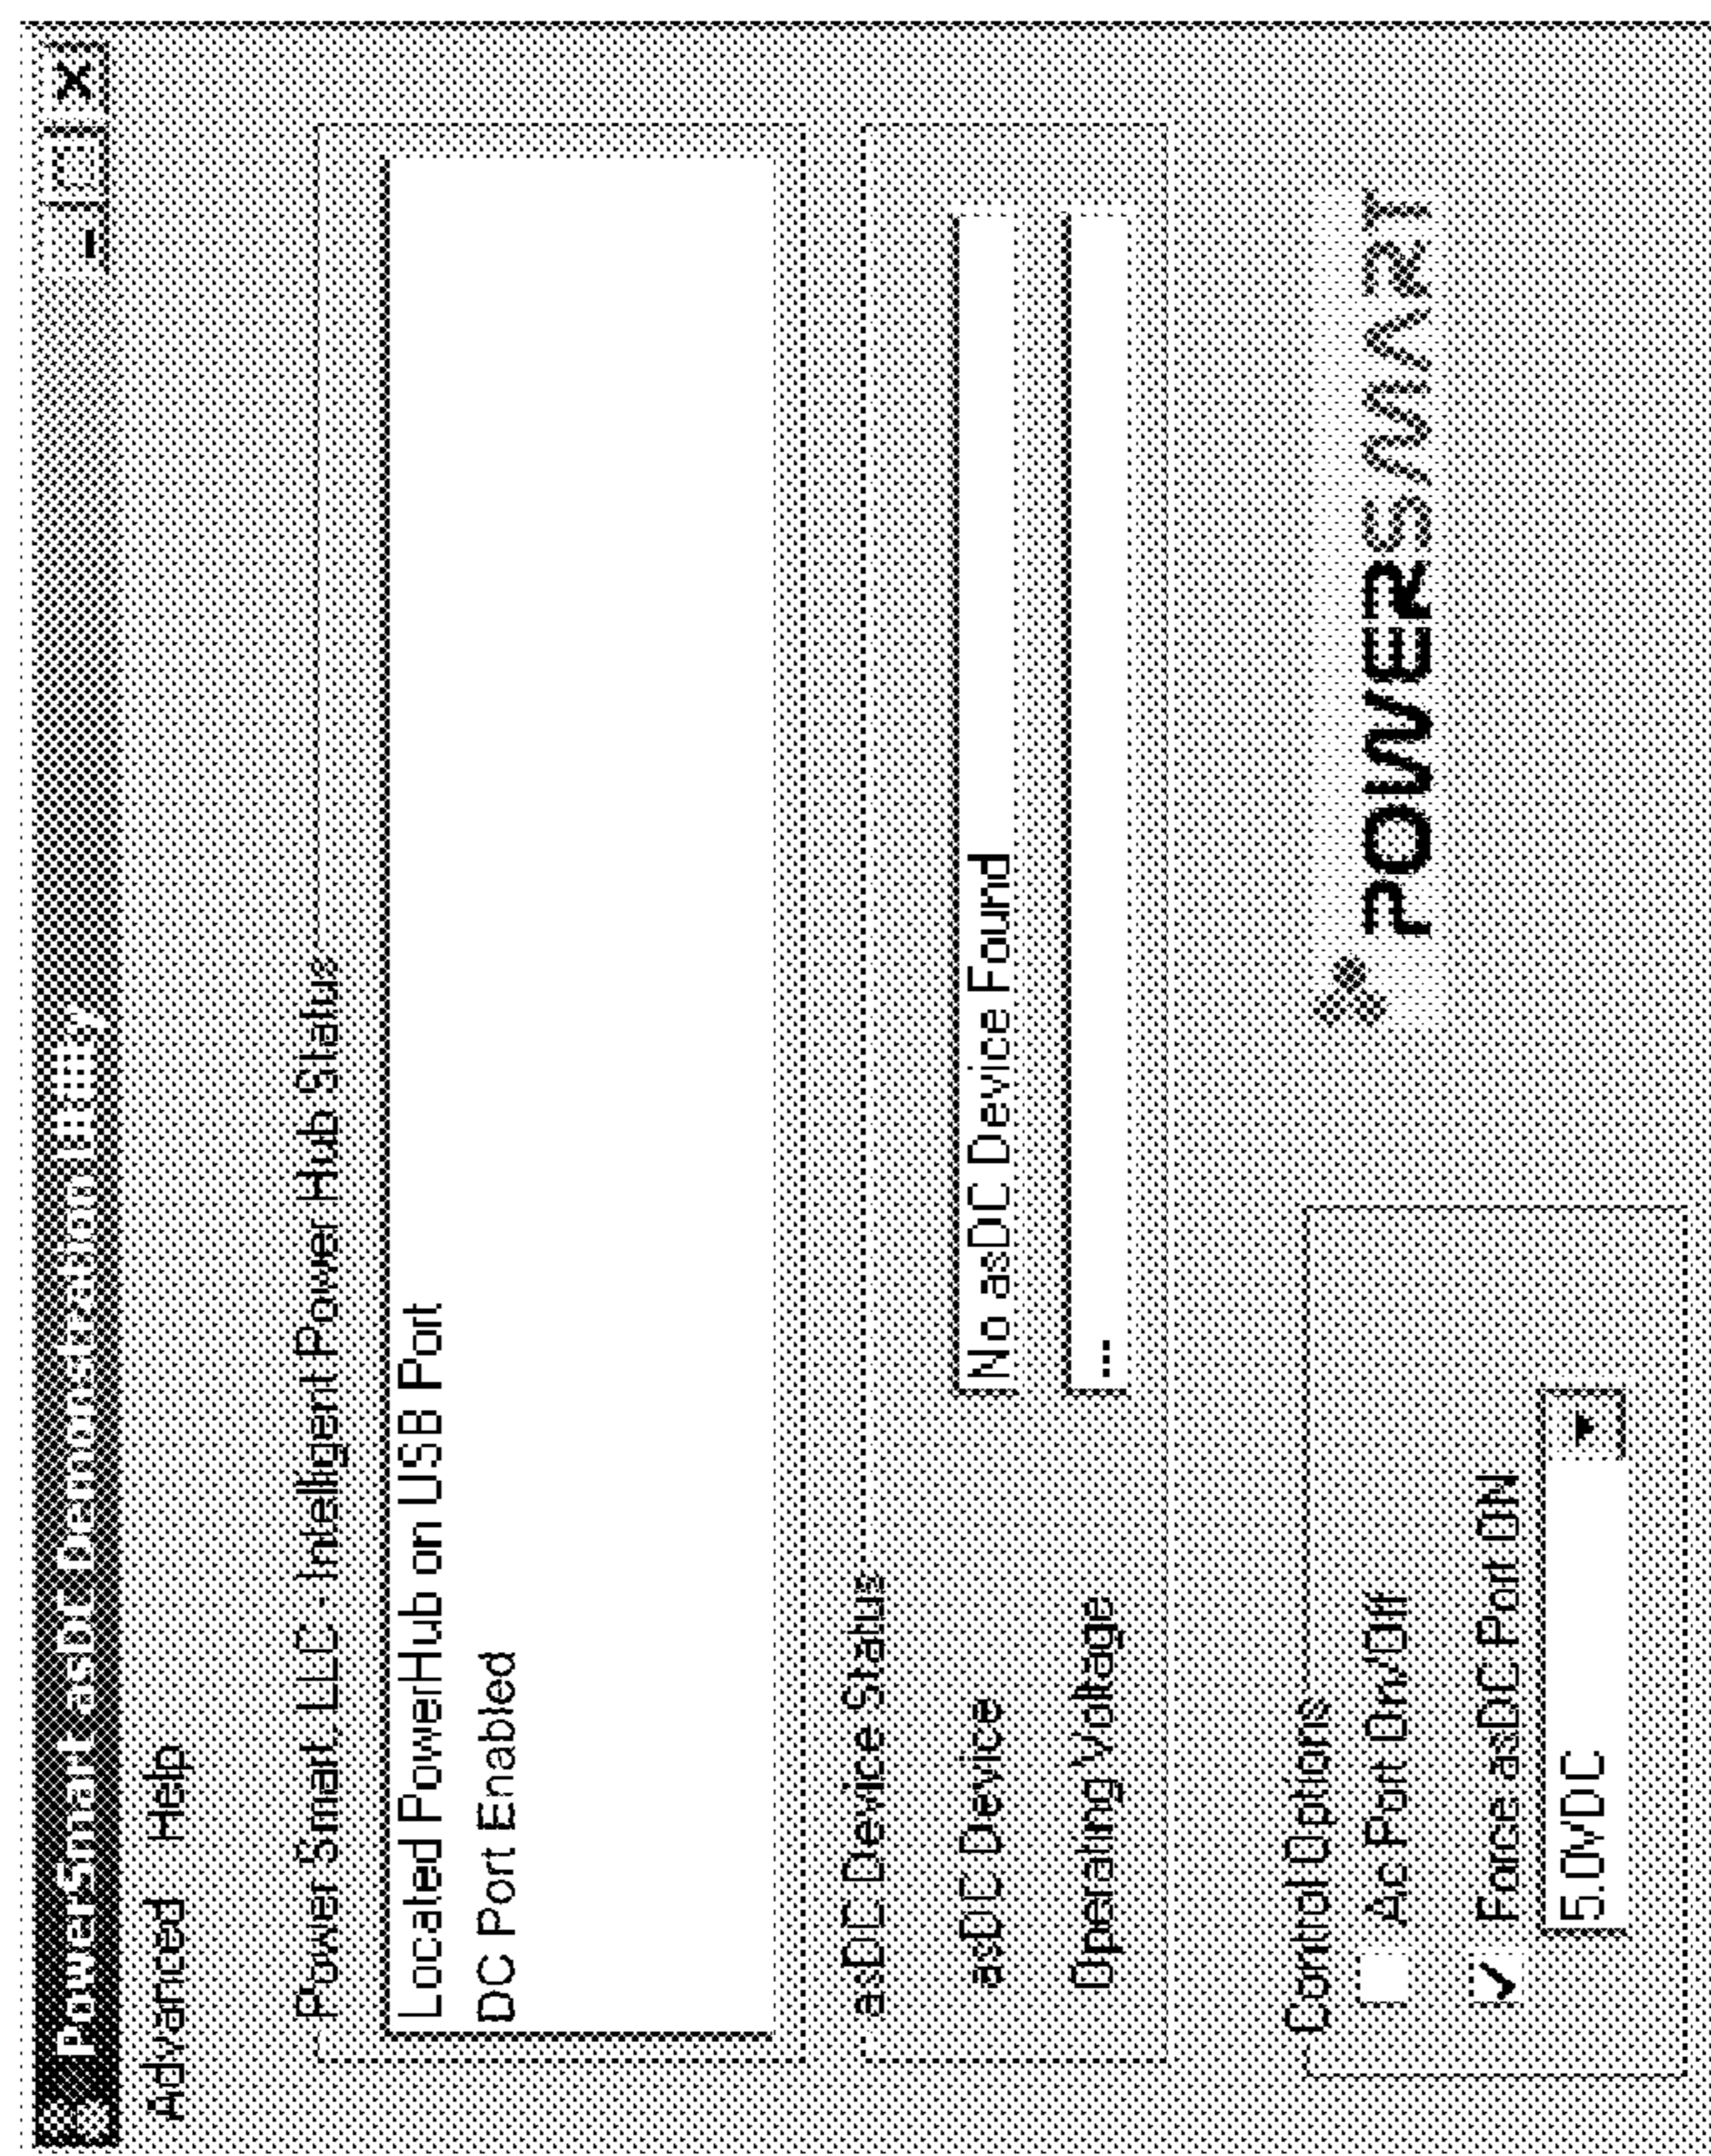 PowerSmart asDC Demonstration Utility
Advanced Help
Power Smart, LLC - Intelligent Power Hub Status
Located PowerHub on USB Port
DC Port Enabled
asDC Device Status
asDC Device No asDC Device Found
Operating Voltage ...
Control Options
Ac Port On/Off
Force asDC Port ON
5.0VDC
POWERSMART